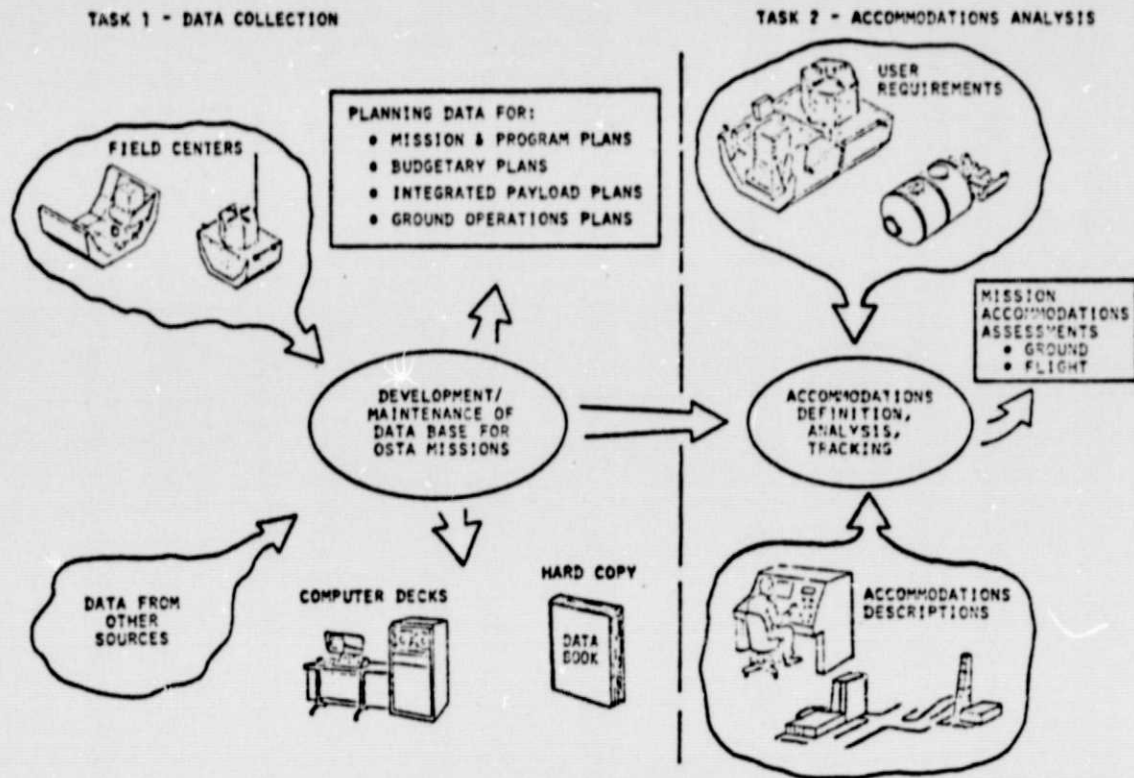 TASK 1 - DATA COLLECTION
FIELD CENTERS
PLANNING DATA FOR:
• MISSION & PROGRAM PLANS
• BUDGETARY PLANS
• INTEGRATED PAYLOAD PLANS
• GROUND OPERATIONS PLANS
DEVELOPMENT/
MAINTENANCE OF
DATA BASE FOR
OSTA MISSIONS
DATA FROM
OTHER
SOURCES
COMPUTER DECKS
HARD COPY
DATA
BOOK
TASK 2 - ACCOMMODATIONS ANALYSIS
USER
REQUIREMENTS
MISSION
ACCOMMODATIONS
ASSESSMENTS
• GROUND
• FLIGHT
ACCOMMODATIONS
DEFINITION,
ANALYSIS,
TRACKING
ACCOMMODATIONS
DESCRIPTIONS